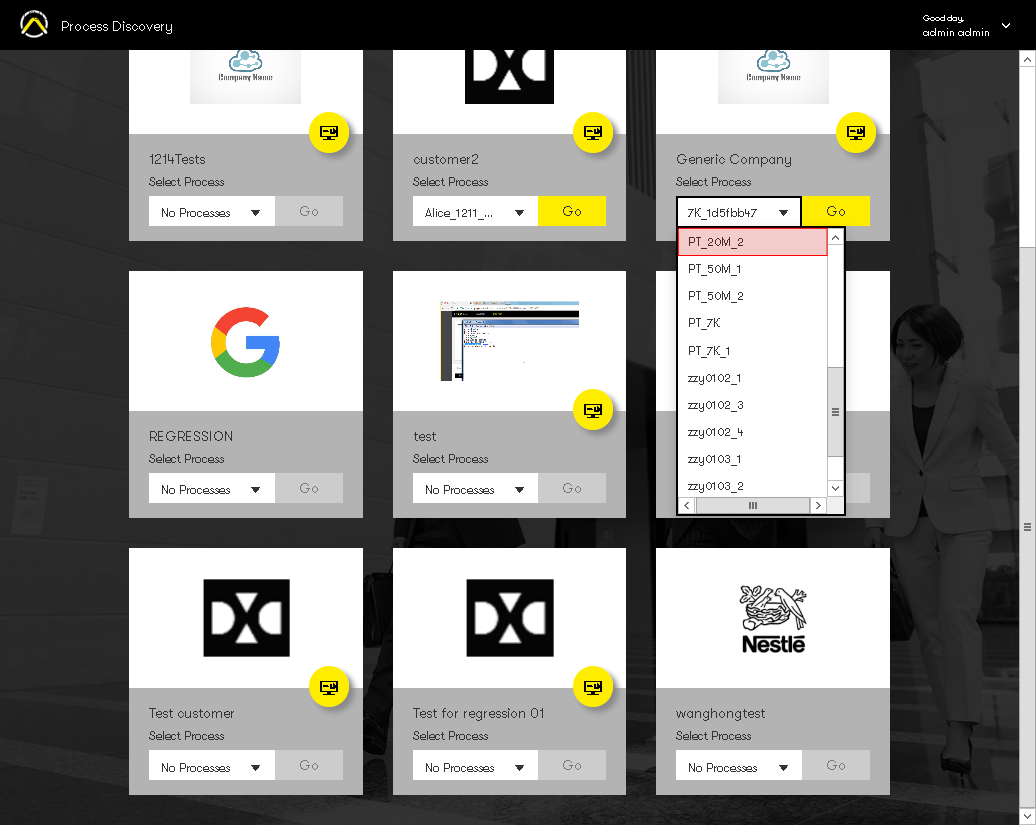 Process Discovery
Good day,
admin admin
Company Name
Company Name
1214Tests
Select Process
No Processes
Go
customer2
Select Process
Alice_1211_...
Go
Generic Company
Select Process
7K_1d5fbb47
Go
PT_20M_2
PT_50M_1
PT_50M_2
PT_7K
PT_7K_1
zzy0102_1
zzy0102_3
zzy0102_4
zzy0103_1
zzy0103_2
REGRESSION
Select Process
No Processes
Go
test
Select Process
No Processes
Go
Test customer
Select Process
No Processes
Go
Test for regression 01
Select Process
No Processes
Go
Nestlé
wanghongtest
Select Process
No Processes
Go